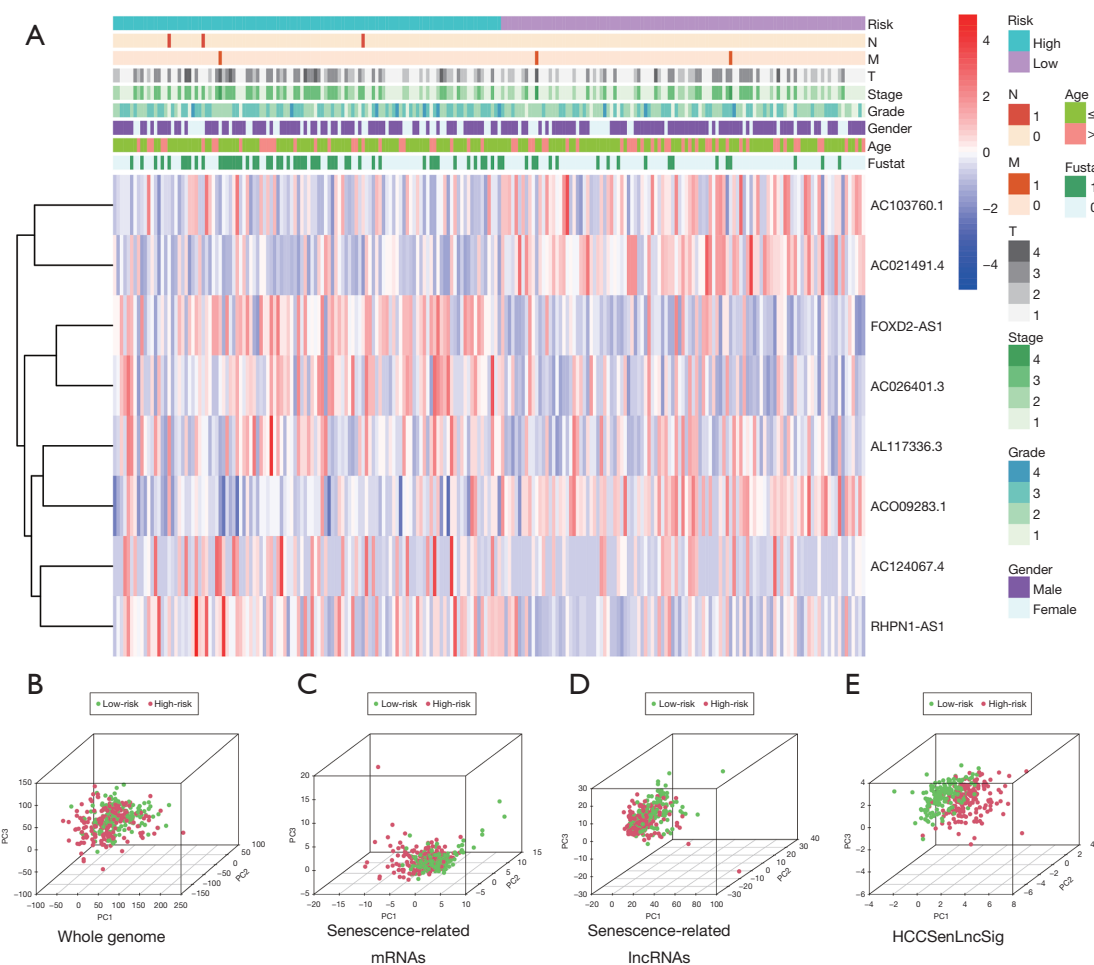 A
Risk
N
M
T
Stage
Grade
Gender
Age
Fustat
AC103760.1
AC021491.4
FOXD2-AS1
AC026401.3
AL117336.3
ACO09283.1
AC124067.4
RHPN1-AS1
4
2
0
−2
−4
Risk
High
Low
N
1
0
M
1
0
T
4
3
2
1
Stage
4
3
2
1
Grade
4
3
2
1
Gender
Male
Female
Age
≤
>
Fusta
1
0
B
Low-risk High-risk
150
100
50
0
−50
−100
PC3
−100 −50 0 50 100 150 200 250
PC1
−150
−100
−50
0
50
100
PC2
Whole genome
C
Low-risk High-risk
20
15
10
5
0
−5
PC3
−20 −15 −10 −5 0 5 10
PC1
−5
0
5
10
15
PC2
Senescence-related
mRNAs
D
Low-risk High-risk
30
20
10
0
−10
−20
−30
PC3
−20 0 20 40 60 80 100
PC1
−30
−20
−10
0
10
20
30
40
PC2
Senescence-related
lncRNAs
E
Low-risk High-risk
4
2
0
−2
−4
−6
PC3
−4 −2 0 2 4 6 8
PC1
−6
−4
−2
0
2
4
PC2
HCCSenLncSig